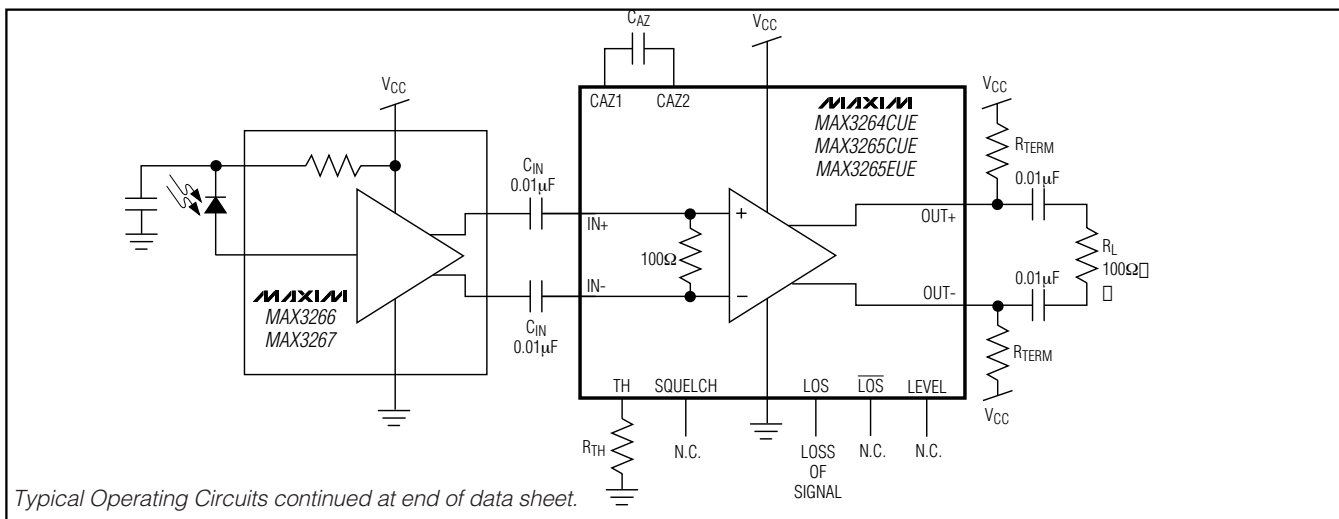 C_AZ
V_CC
V_CC
V_CC
CAZ1 CAZ2
MAXIM
MAX3264CUE
MAX3265CUE
MAX3265EUE
R_TERM
0.01µF
C_IN
0.01µF
IN+
OUT+
100Ω
R_L
100Ω
IN-
OUT-
0.01µF
MAXIM
MAX3266
MAX3267
C_IN
0.01µF
+
−
R_TERM
V_CC
TH SQUELCH LOS LOS LEVEL
R_TH
N.C.
LOSS
OF
SIGNAL
N.C.
N.C.
Typical Operating Circuits continued at end of data sheet.